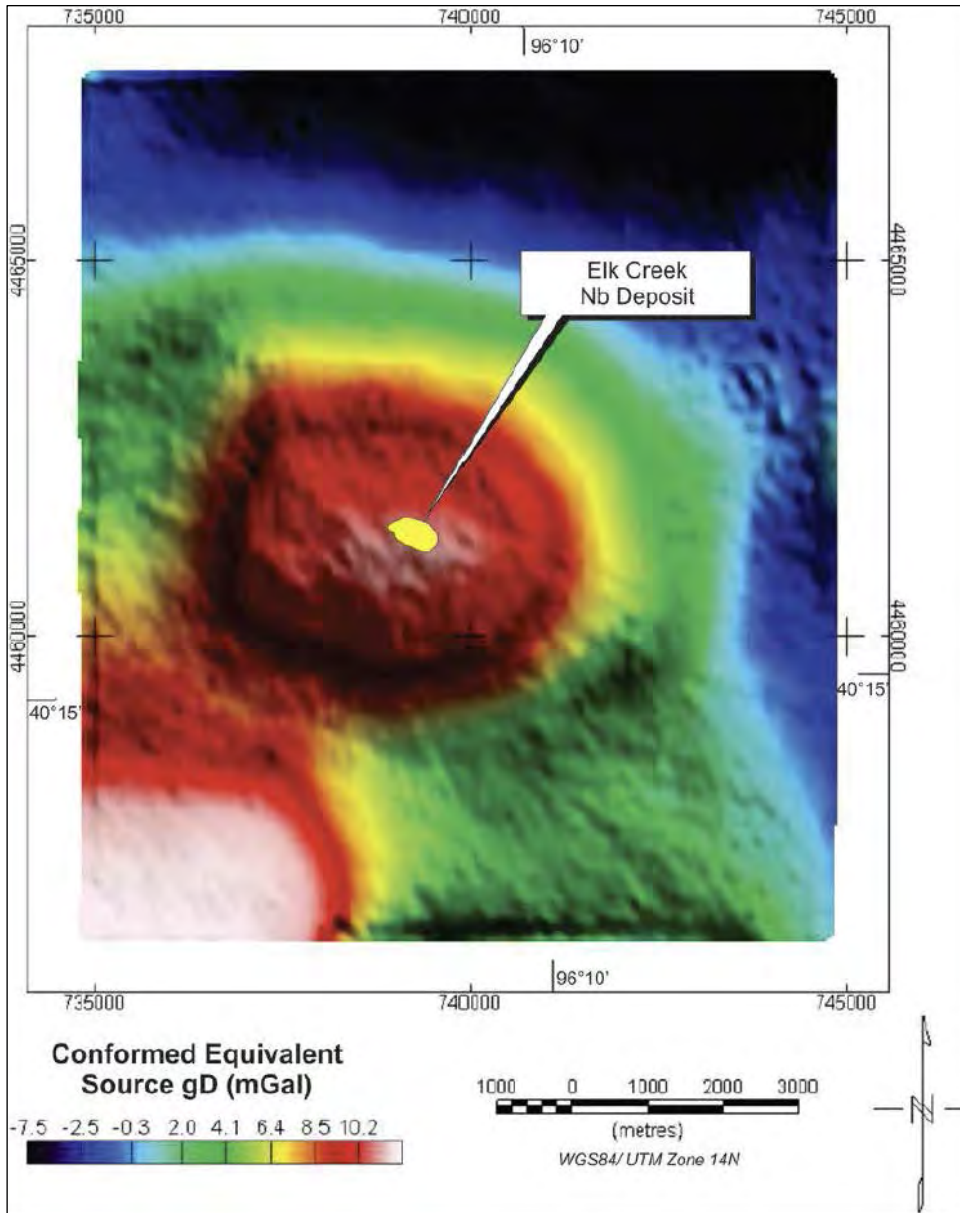 735000 740000 745000
96°10'
4465000 4465000
Elk Creek
Nb Deposit
4460000 4460000
40°15' 40°15'
96°10'
735000 740000 745000
Conformed Equivalent
Source gD (mGal)
-7.5 -2.5 -0.3 2.0 4.1 6.4 8.5 10.2
1000 0 1000 2000 3000
(metres)
WGS84/ UTM Zone 14N
N